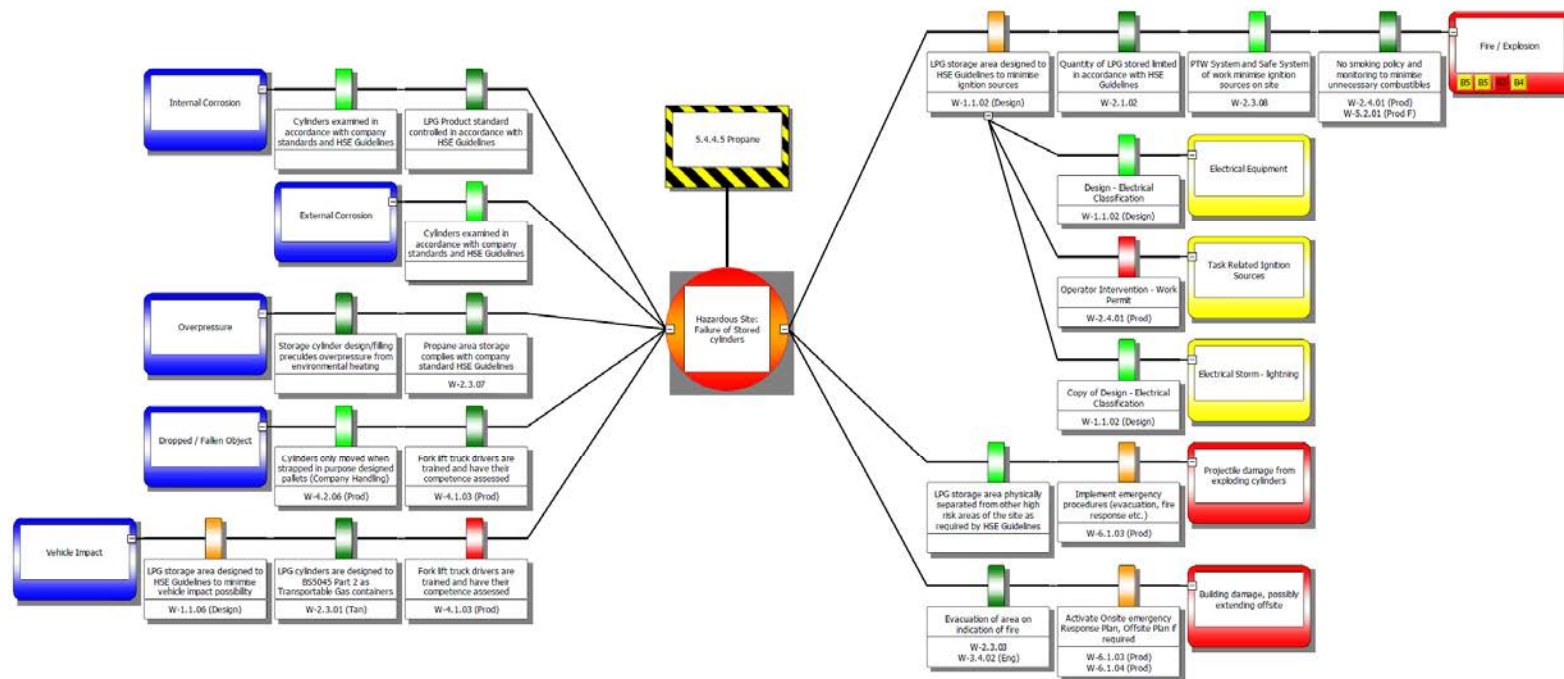 Internal Corrosion
Cylinders examined in
accordance with company
standards and HSE Guidelines
LPG Product standard
controlled in accordance with
HSE Guidelines
External Corrosion
Cylinders examined in
accordance with company
standards and HSE Guidelines
Overpressure
Storage cylinder design/filling
precludes overpressure from
environmental heating
Propane area storage
complies with company
standard HSE Guidelines
W-2.3.07
Dropped / Fallen Object
Cylinders only moved when
strapped in purpose designed
pallets (Company Handling)
W-4.2.06 (Prod)
Fork lift truck drivers are
trained and have their
competence assessed
W-4.1.03 (Prod)
Vehicle Impact
LPG storage area designed to
HSE Guidelines to minimise
vehicle impact possibility
W-1.1.06 (Design)
LPG cylinders are designed to
BS5045 Part 2 as
Transportable Gas containers
W-2.3.01 (Tan)
Fork lift truck drivers are
trained and have their
competence assessed
W-4.1.03 (Prod)
5.4.4.5 Propane
Hazardous Site:
Failure of Stored
cylinders
LPG storage area designed to
HSE Guidelines to minimise
ignition sources
W-1.1.02 (Design)
Quantity of LPG stored limited
in accordance with HSE
Guidelines
W-2.1.02
PTW System and Safe System
of work minimise ignition
sources on site
W-2.3.08
No smoking policy and
monitoring to minimise
unnecessary combustibles
W-2.4.01 (Prod)
W-5.2.01 (Prod F)
Fire / Explosion
B5 B5 B3 B4
Design - Electrical
Classification
W-1.1.02 (Design)
Electrical Equipment
Operator Intervention - Work
Permit
W-2.4.01 (Prod)
Task Related Ignition
Sources
Copy of Design - Electrical
Classification
W-1.1.02 (Design)
Electrical Storm - lightning
LPG storage area physically
separated from other high
risk areas of the site as
required by HSE Guidelines
Implement emergency
procedures (evacuation, fire
response etc.)
W-6.1.03 (Prod)
Projectile damage from
exploding cylinders
Evacuation of area on
indication of fire
W-2.3.03
W-3.4.02 (Eng)
Activate Onsite emergency
Response Plan, Offsite Plan if
required
W-6.1.03 (Prod)
W-6.1.04 (Prod)
Building damage, possibly
extending offsite